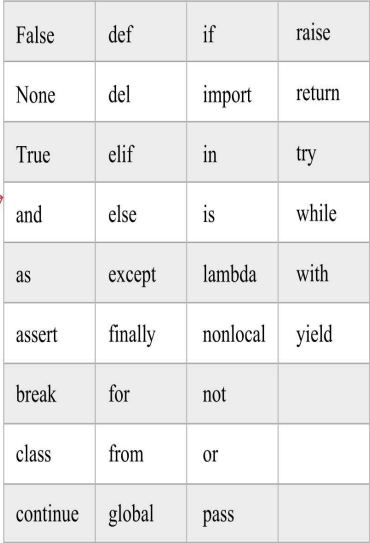 False def if raise
None del import return
True elif in try
and else is while
as except lambda with
assert finally nonlocal yield
break for not
class from or
continue global pass